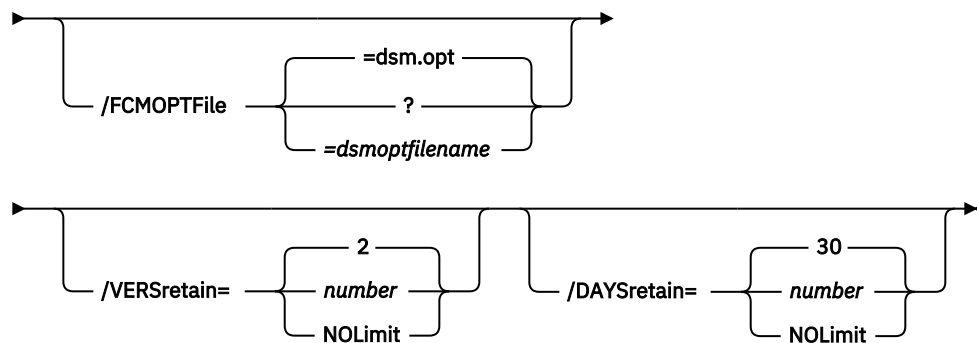 =dsm.opt
/FCMOPTFile ?
=dsmoptfilename
2 30
/VERSretain= number /DAYSretain= number
NOLimit NOLimit